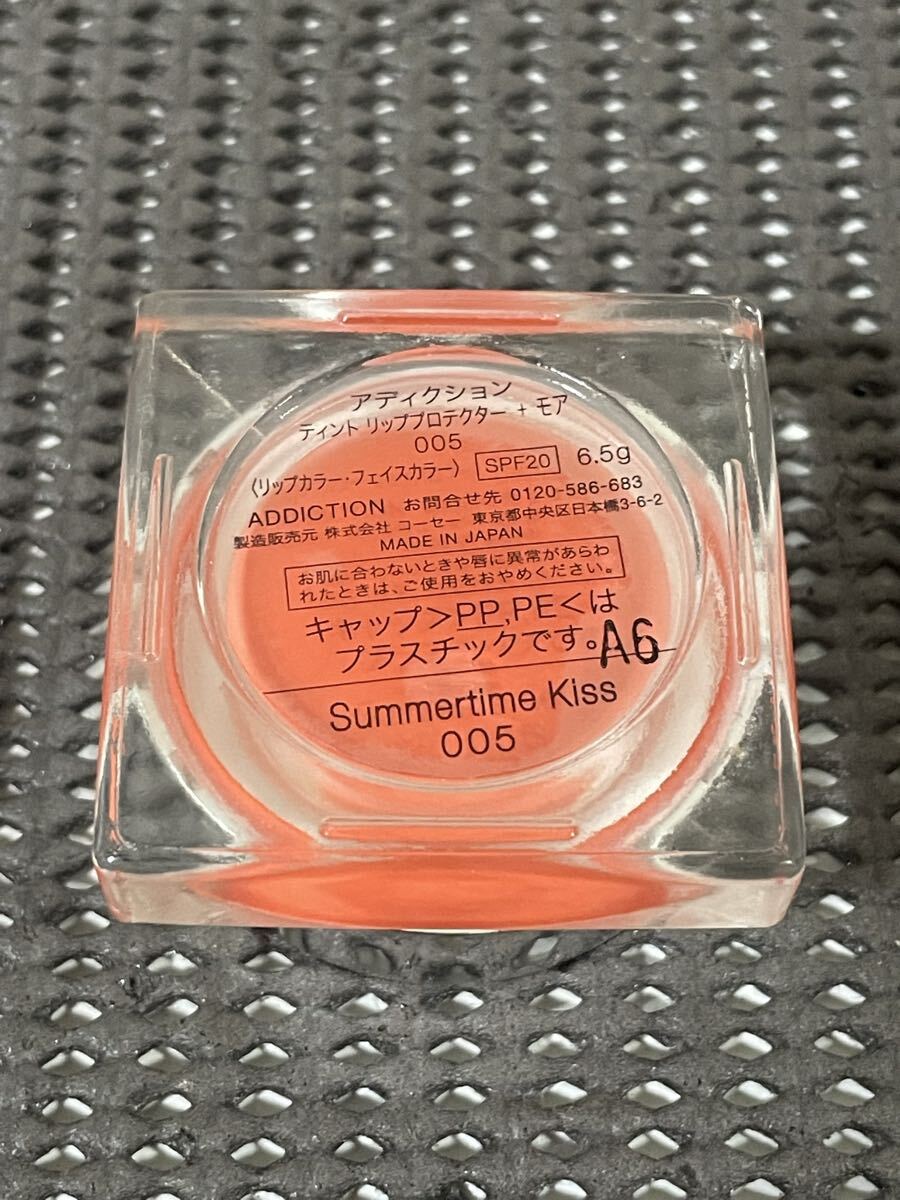 アディクション
ティント リッププロテクター + モア
005
〈リップカラー・フェイスカラー〉 SPF20 6.5g
ADDICTION お問合せ先 0120-586-683
製造販売元 株式会社 コーセー 東京都中央区日本橋3-6-2
MADE IN JAPAN
お肌に合わないときや唇に異常があらわ
れたときは、ご使用をおやめください。
キャップ>PP,PE<は
プラスチックです。A6
Summertime Kiss
005